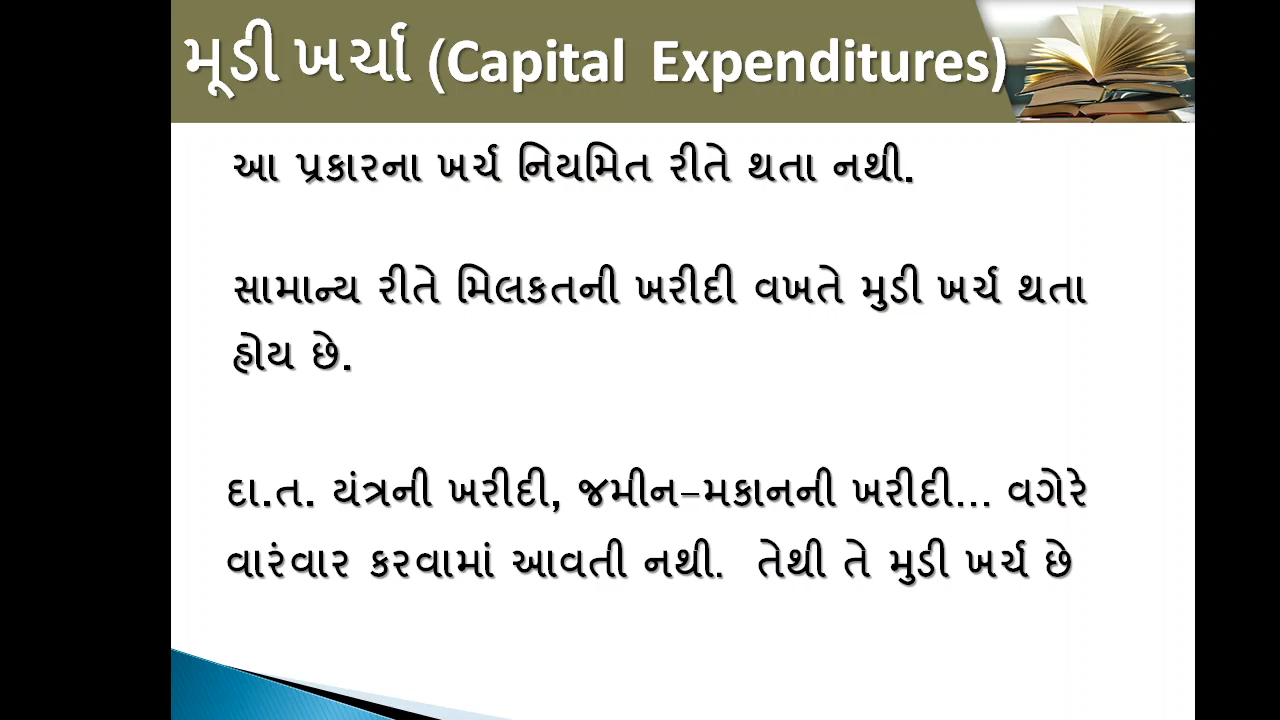 મૂડી ખર્ચા (Capital Expenditures)
આ પ્રકારના ખર્ચ નિયમિત રીતે થતા નથી.
સામાન્ય રીતે મિલકતની ખરીદી વખતે મુડી ખર્ચ થતા
હોય છે.
દા.ત. યંત્રની ખરીદી, જમીન–મકાનની ખરીદી... વગેરે
વારંવાર કરવામાં આવતી નથી. તેથી તે મુડી ખર્ચ છે